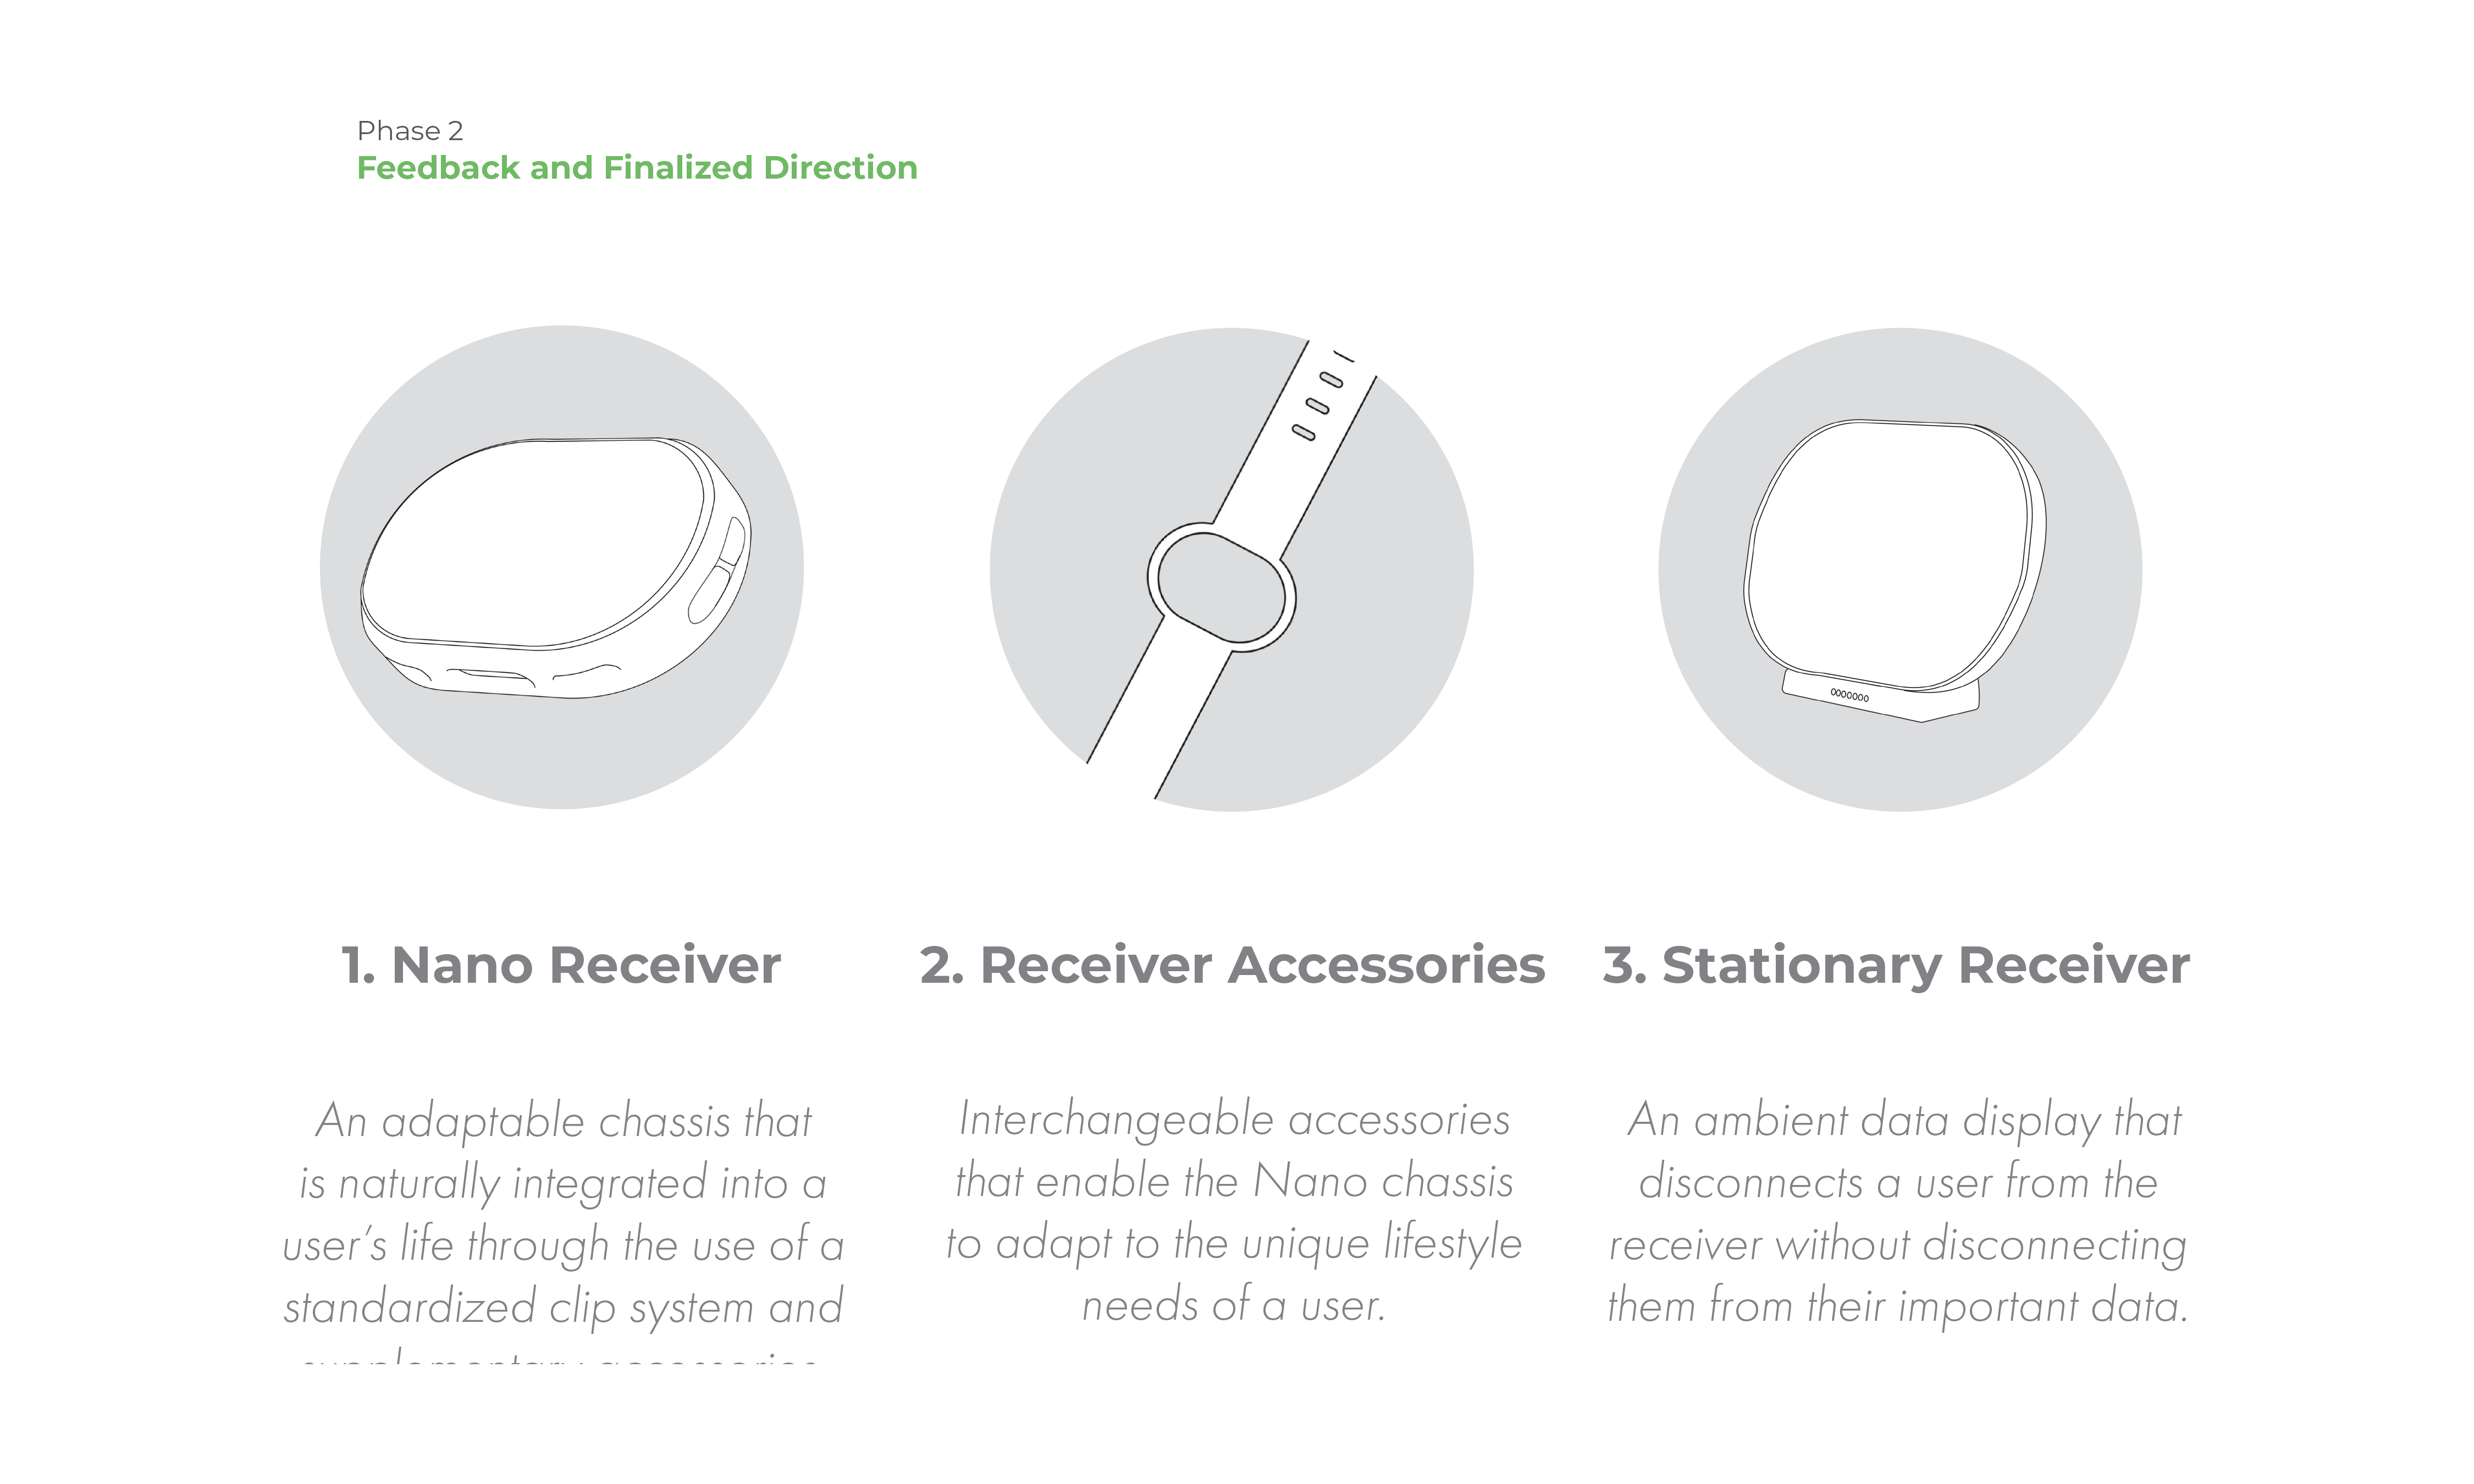 Phase 2
Feedback and Finalized Direction
1. Nano Receiver
2. Receiver Accessories
3. Stationary Receiver
An adaptable chassis that
is naturally integrated into a
user's life through the use of a
standardized clip system and
supplementary accessories.
Interchangeable accessories
that enable the Nano chassis
to adapt to the unique lifestyle
needs of a user.
An ambient data display that
disconnects a user from the
receiver without disconnecting
them from their important data.